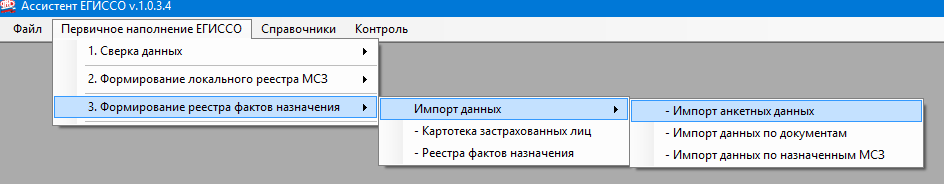 Ассистент ЕГИССО v.1.0.3.4
Файл Первичное наполнение ЕГИССО Справочники Контроль
1. Сверка данных
2. Формирование локального реестра МСЗ
3. Формирование реестра фактов назначения
Импорт данных
- Картотека застрахованных лиц
- Реестра фактов назначения
- Импорт анкетных данных
- Импорт данных по документам
- Импорт данных по назначенным МСЗ